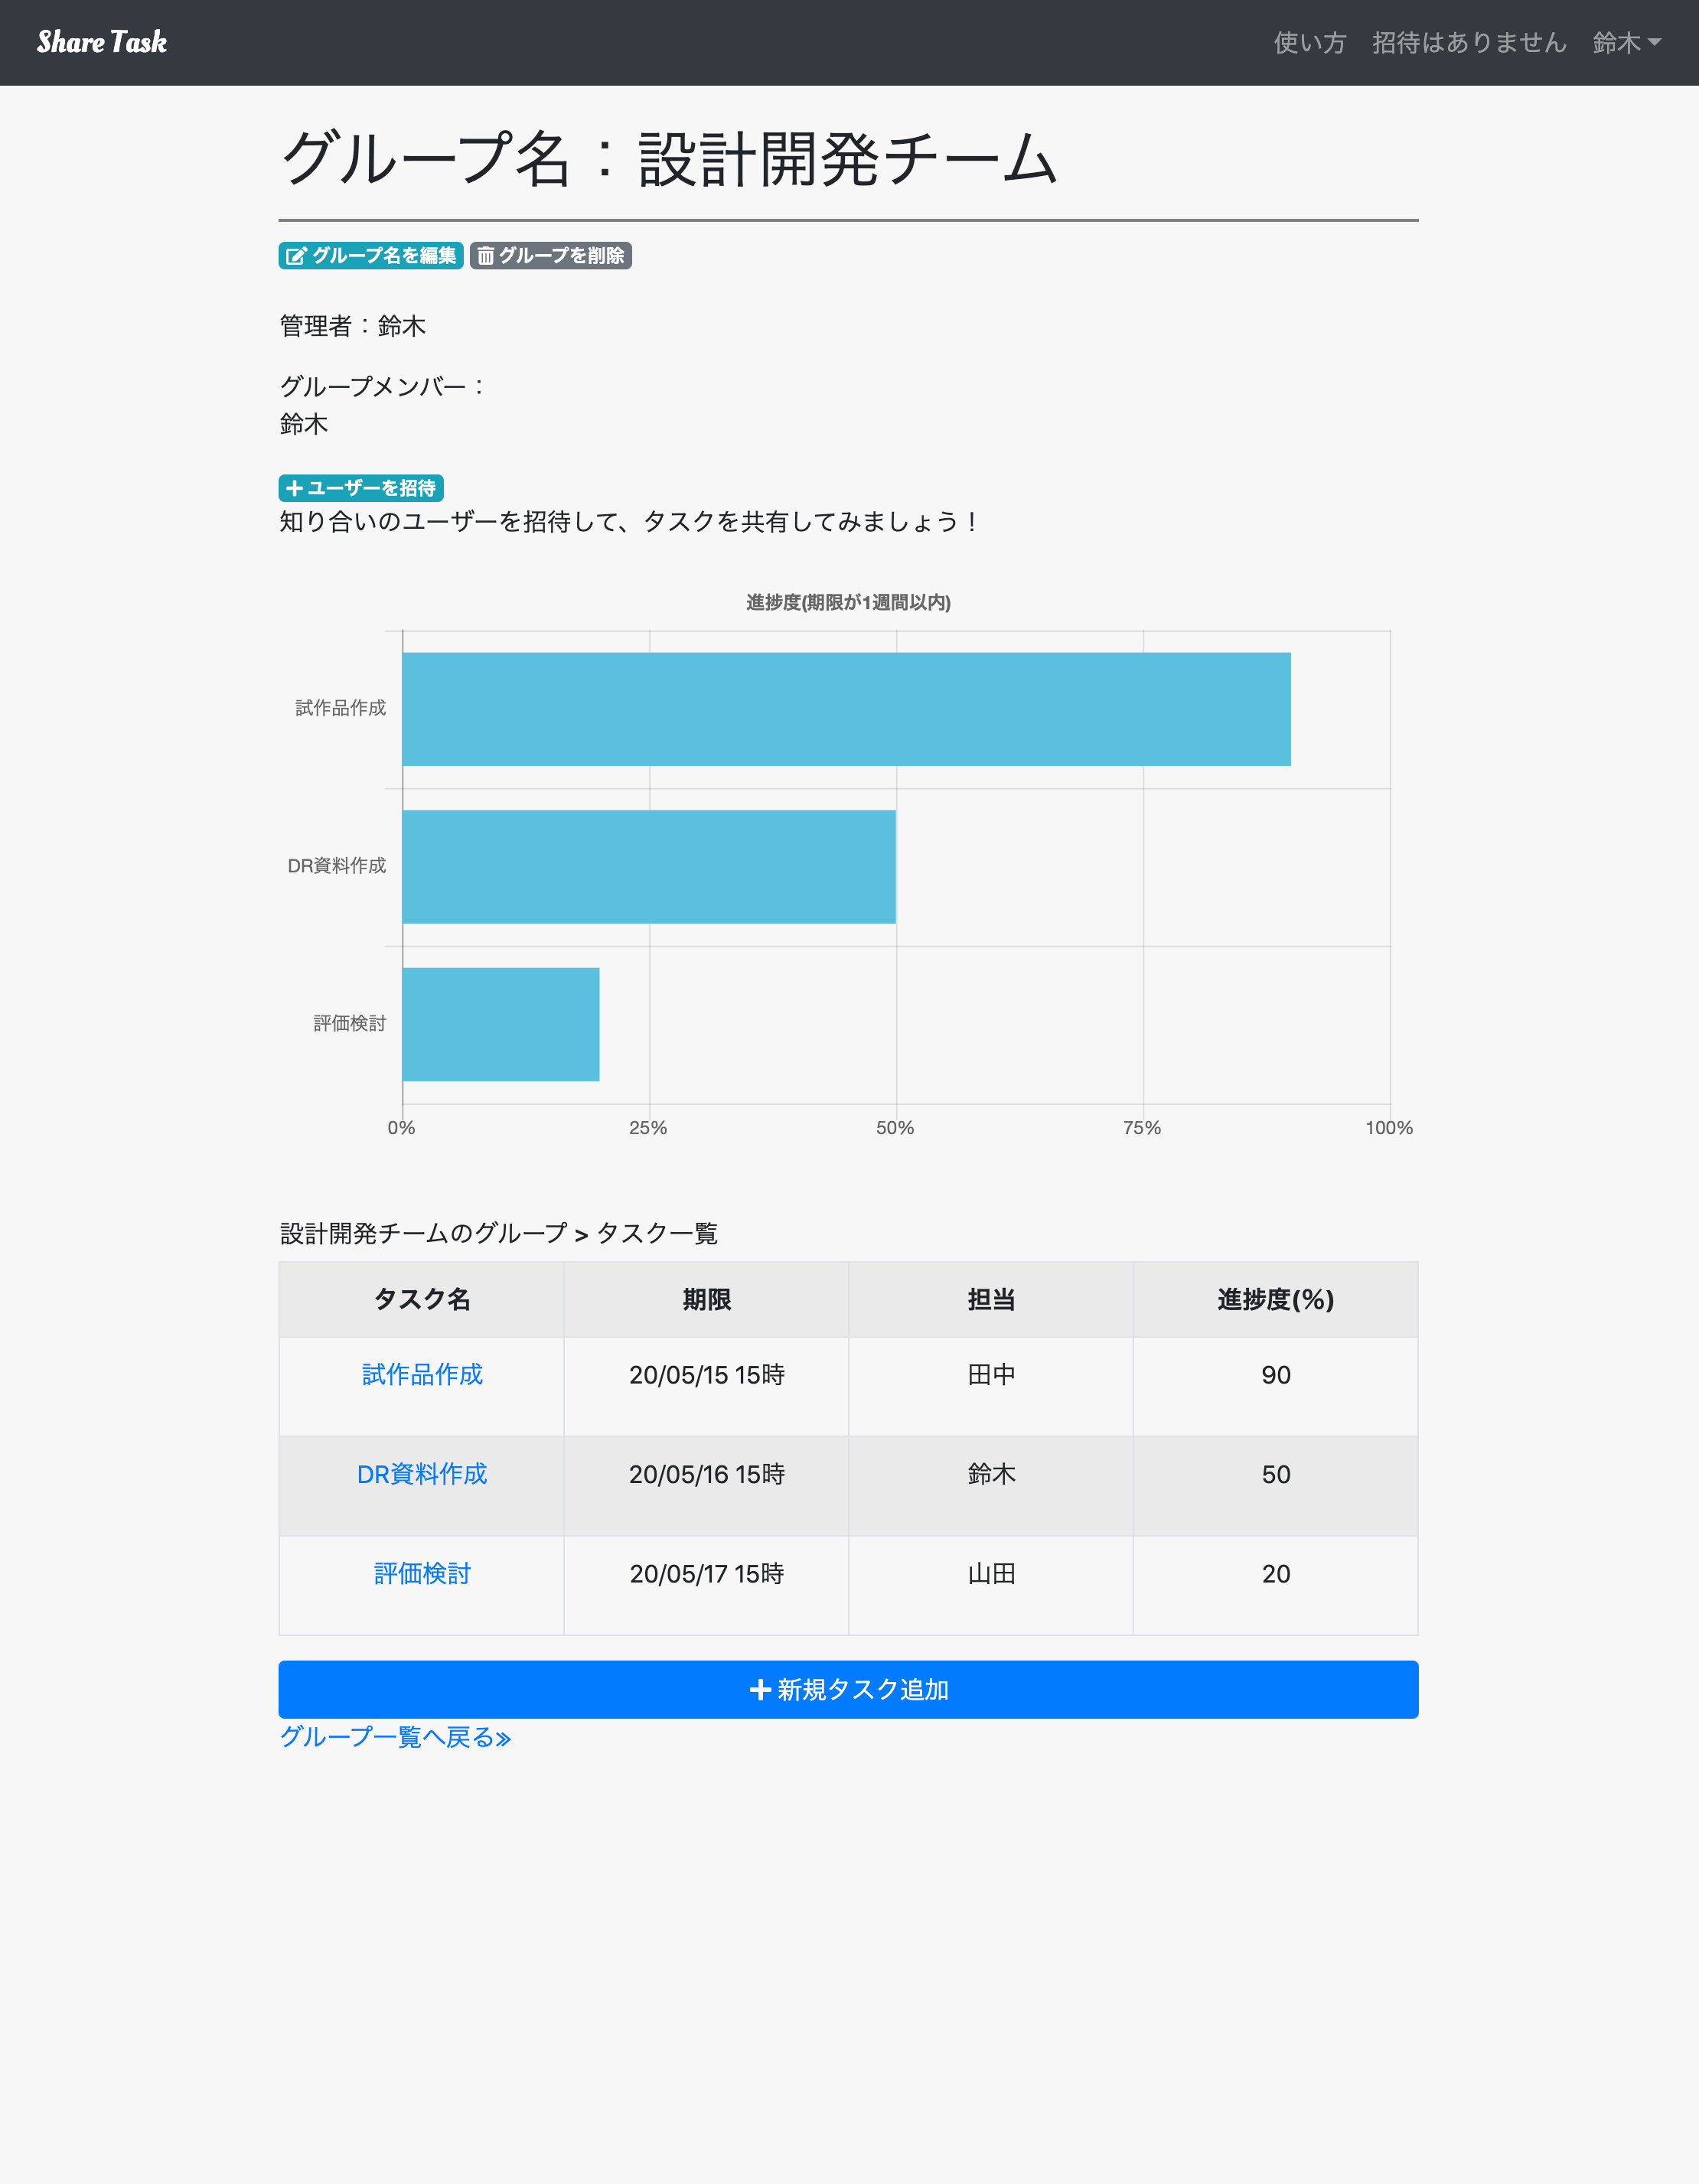 Share Task
使い方 招待はありません 鈴木
グループ名：設計開発チーム
グループ名を編集 グループを削除
管理者：鈴木
グループメンバー：
鈴木
ユーザーを招待
知り合いのユーザーを招待して、タスクを共有してみましょう！
進捗度(期限が1週間以内)
試作品作成
DR資料作成
評価検討
0% 25% 50% 75% 100%
設計開発チームのグループ > タスク一覧
タスク名 期限 担当 進捗度(%)
試作品作成 20/05/15 15時 田中 90
DR資料作成 20/05/16 15時 鈴木 50
評価検討 20/05/17 15時 山田 20
新規タスク追加
グループ一覧へ戻る»